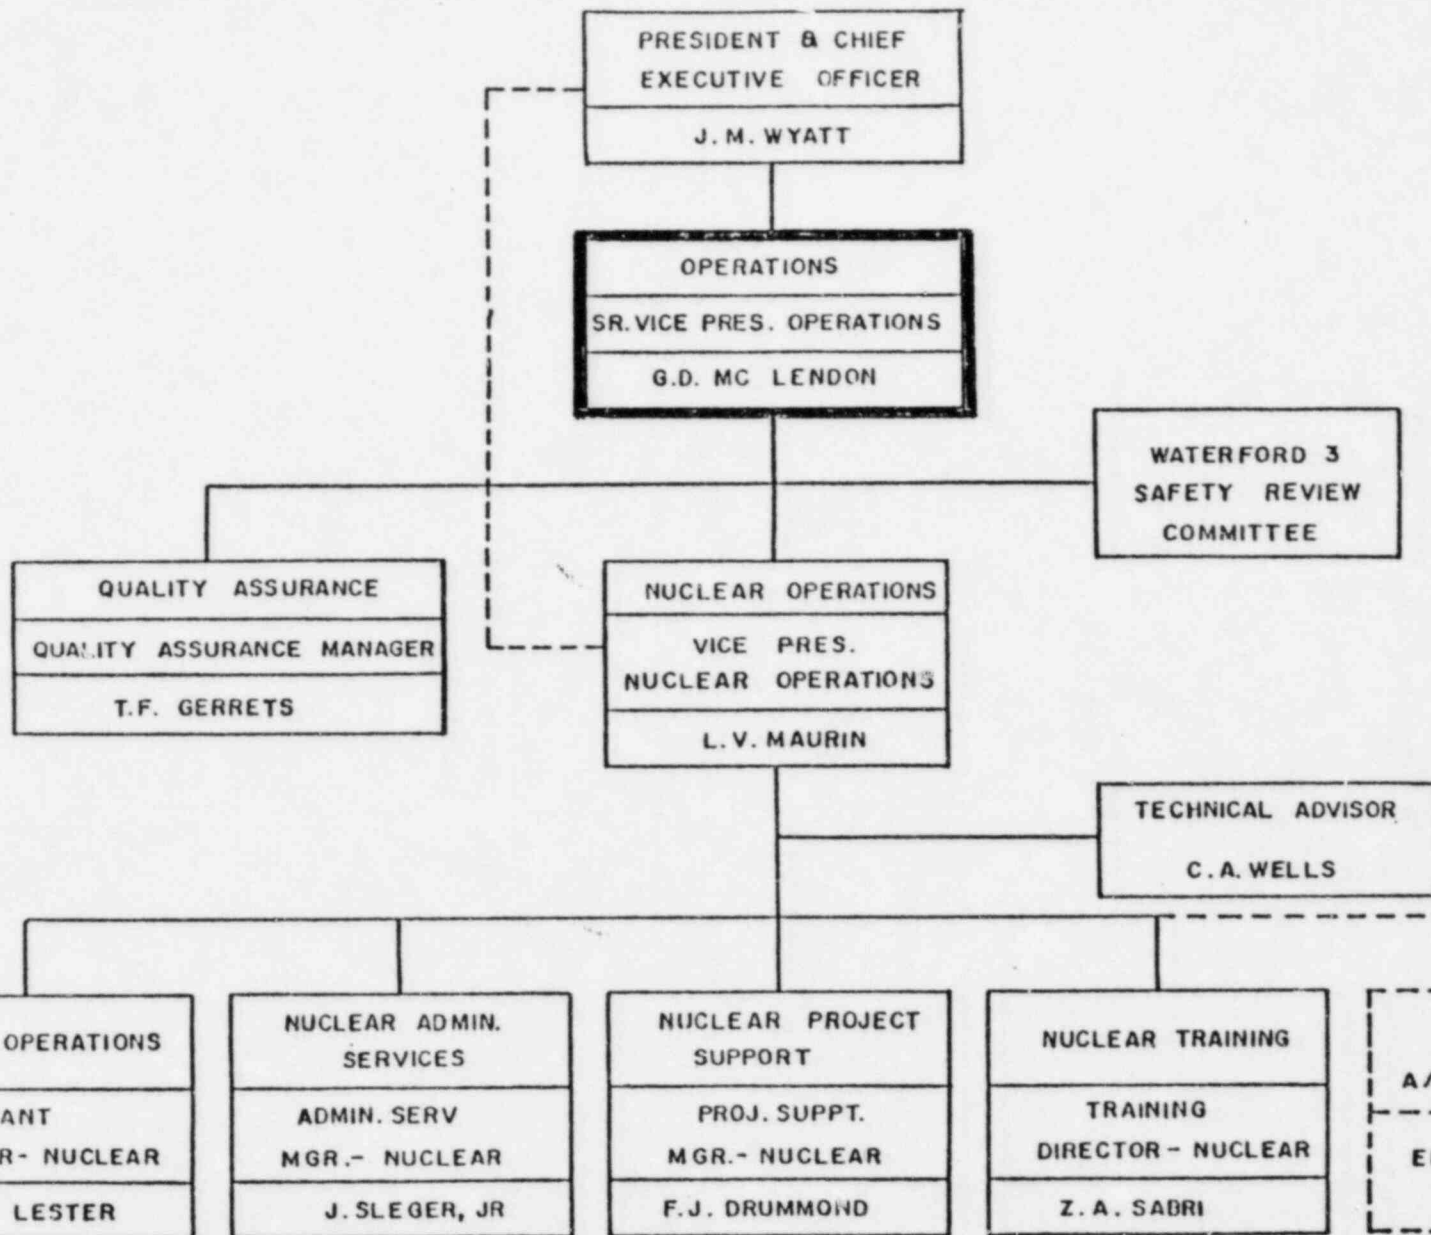 PRESIDENT & CHIEF
EXECUTIVE OFFICER
J. M. WYATT
OPERATIONS
SR. VICE PRES. OPERATIONS
G.D. MC LENDON
WATERFORD 3
SAFETY REVIEW
COMMITTEE
QUALITY ASSURANCE
QUALITY ASSURANCE MANAGER
T.F. GERRETS
NUCLEAR OPERATIONS
VICE PRES.
NUCLEAR OPERATIONS
L. V. MAURIN
TECHNICAL ADVISOR
C. A. WELLS
OPERATIONS
ANT
R- NUCLEAR
LESTER
NUCLEAR ADMIN.
SERVICES
ADMIN. SERV
MGR.- NUCLEAR
J. SLEGER, JR
NUCLEAR PROJECT
SUPPORT
PROJ. SUPPT.
MGR.- NUCLEAR
F.J. DRUMMOND
NUCLEAR TRAINING
TRAINING
DIRECTOR- NUCLEAR
Z. A. SABRI
A/